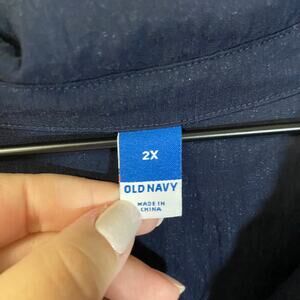 2X
OLD NAVY
MADE IN
CHINA